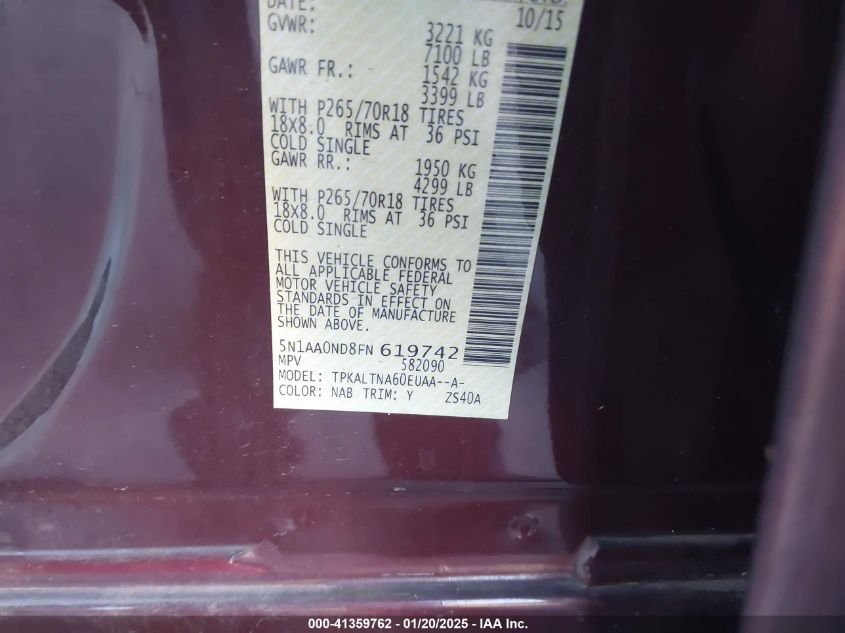 DATE:
10/15
GVWR: 3221 KG
7100 LB
GAWR FR.: 1542 KG
3399 LB
WITH P265/70R18 TIRES
18X8.0 RIMS AT 36 PSI
COLD SINGLE
GAWR RR.: 1950 KG
4299 LB
WITH P265/70R18 TIRES
18X8.0 RIMS AT 36 PSI
COLD SINGLE
THIS VEHICLE CONFORMS TO
ALL APPLICABLE FEDERAL
MOTOR VEHICLE SAFETY
STANDARDS IN EFFECT ON
THE DATE OF MANUFACTURE
SHOWN ABOVE.
5N1AA0ND8FN 619742
MPV 582090
MODEL: TPKALTNA60EUAA--A-
COLOR: NAB TRIM: Y ZS40A
000-41359762 - 01/20/2025 - IAA Inc.